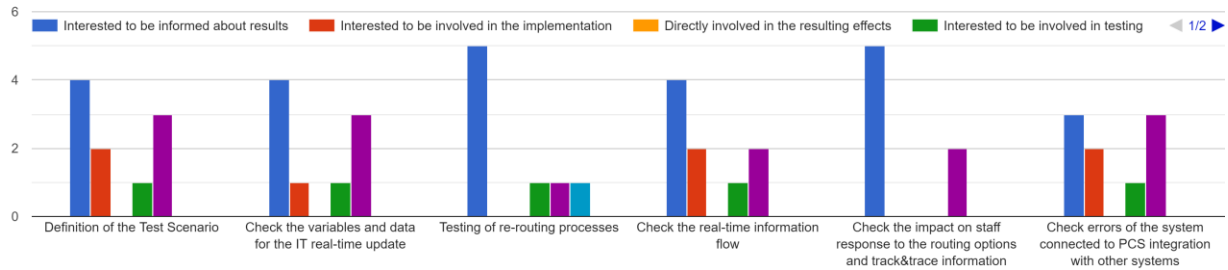 6
Interested to be informed about results
Interested to be involved in the implementation
Directly involved in the resulting effects
Interested to be involved in testing
1/2
4
2
0
Definition of the Test Scenario
Check the variables and data
for the IT real-time update
Testing of re-routing processes
Check the real-time information
flow
Check the impact on staff
response to the routing options
and track&trace information
Check errors of the system
connected to PCS integration
with other systems